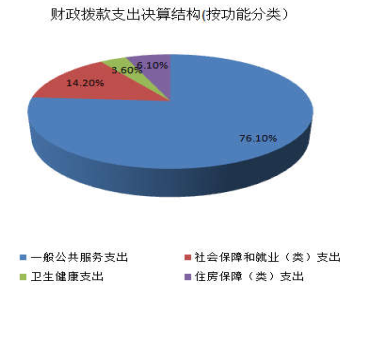 财政拨款支出决算结构(按功能分类）
6.10%
3.60%
14.20%
76.10%
一般公共服务支出
社会保障和就业（类）支出
卫生健康支出
住房保障（类）支出